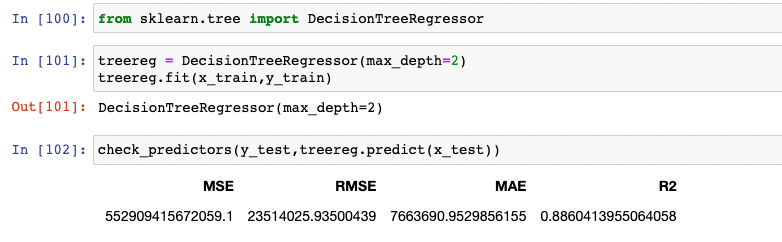 In [100]: from sklearn.tree import DecisionTreeRegressor
In [101]: treereg = DecisionTreeRegressor(max_depth=2)
treereg.fit(x_train,y_train)
Out[101]: DecisionTreeRegressor(max_depth=2)
In [102]: check_predictors(y_test,treereg.predict(x_test))
MSE RMSE MAE R2
552909415672059.1 23514025.93500439 7663690.9529856155 0.8860413955064058